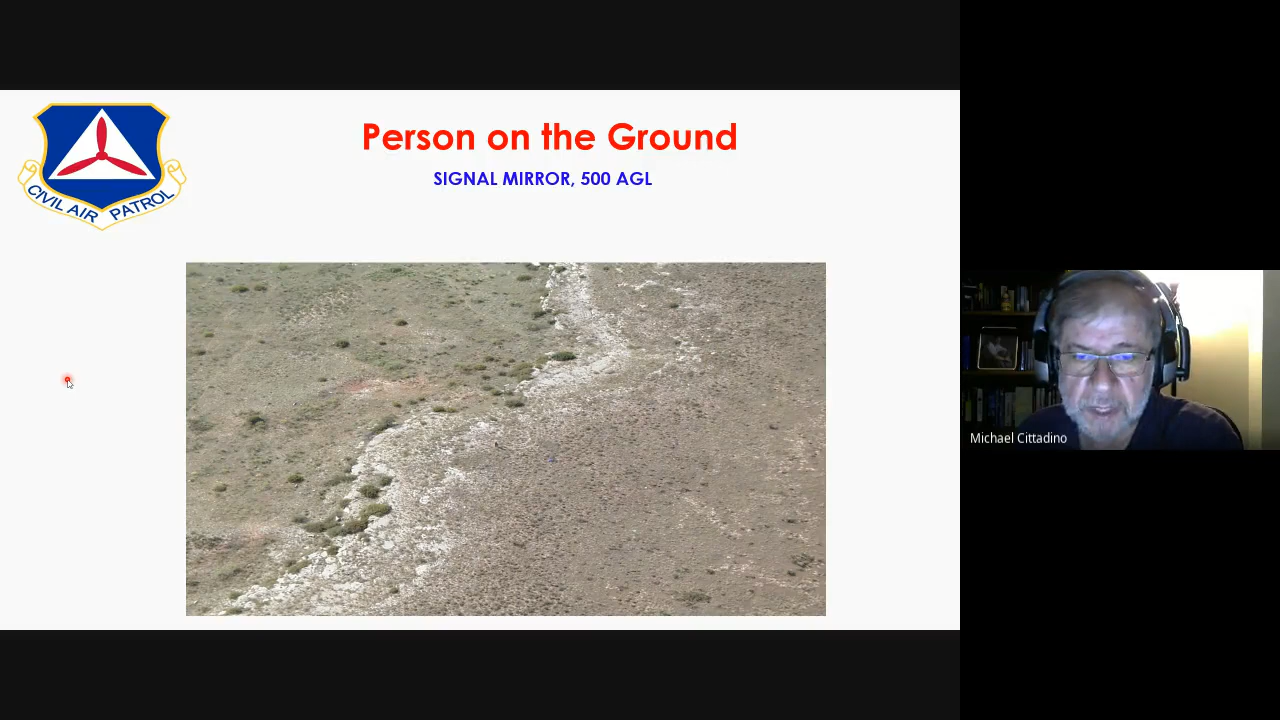 Person on the Ground
SIGNAL MIRROR, 500 AGL
CIVIL AIR PATROL
Michael Cittadino